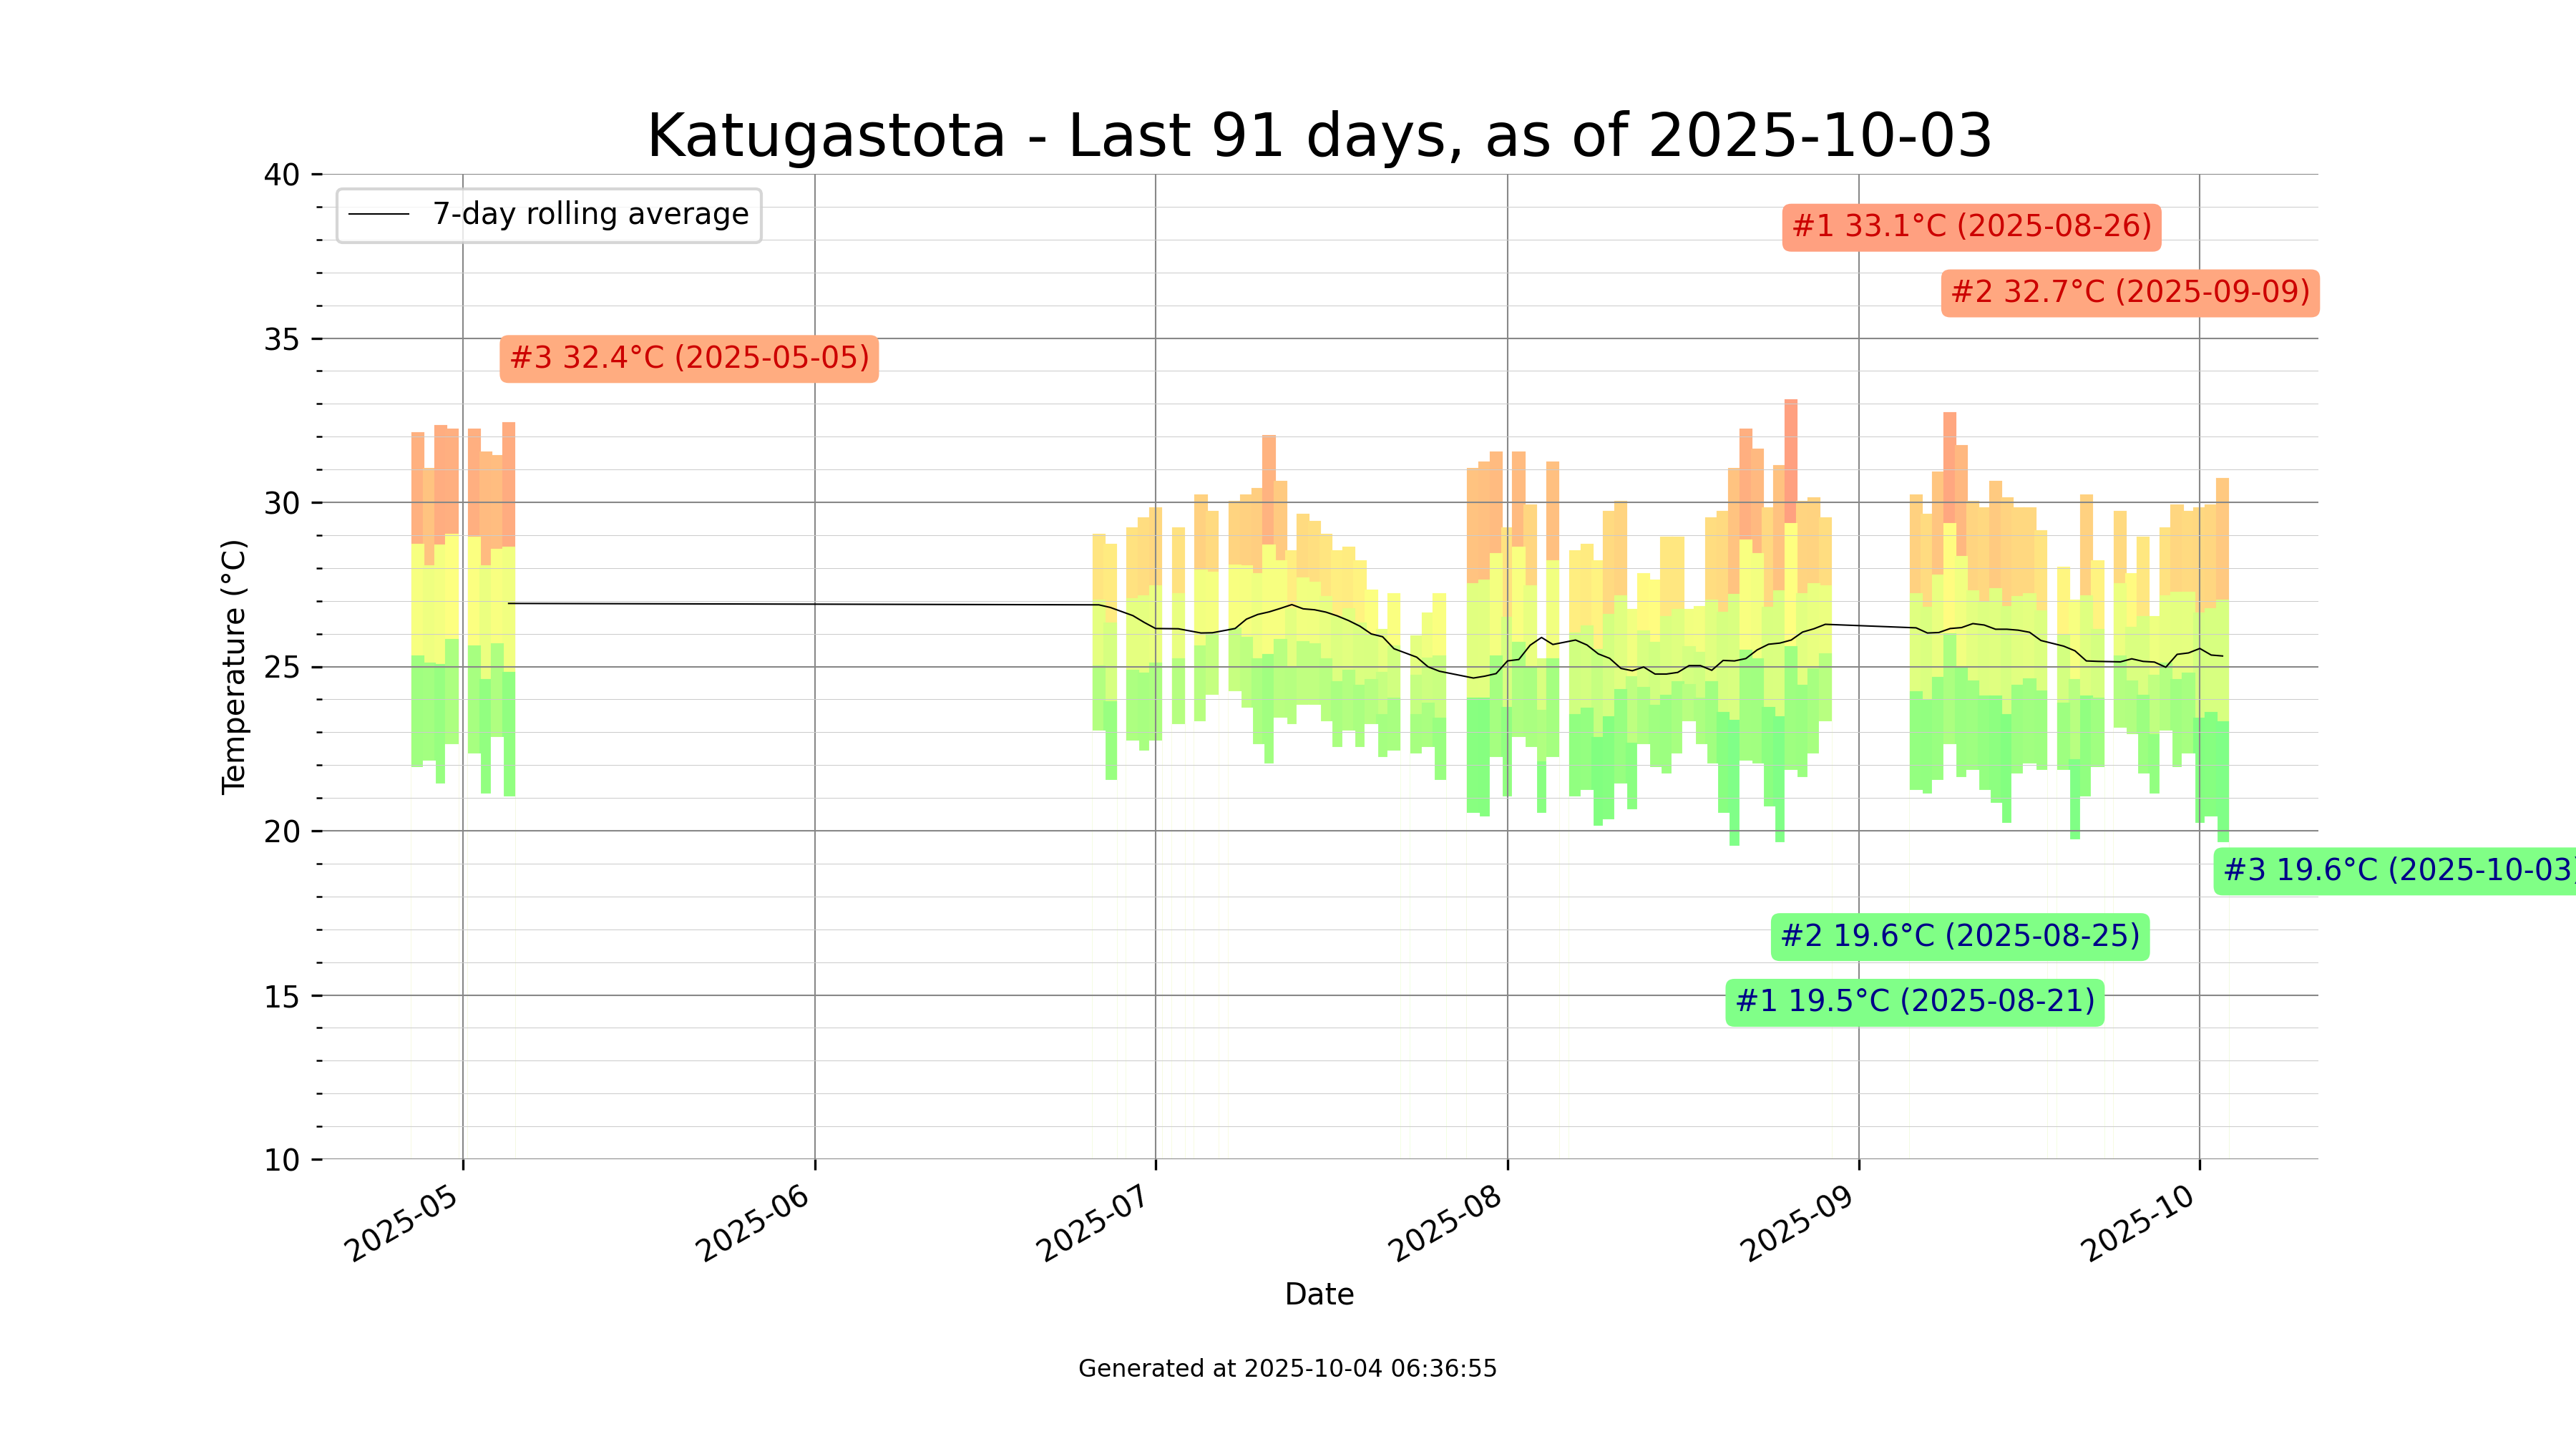 Katugastota - Last 91 days, as of 2025-10-03
7-day rolling average
#1 33.1°C (2025-08-26)
#2 32.7°C (2025-09-09)
#3 32.4°C (2025-05-05)
#3 19.6°C (2025-10-03)
#2 19.6°C (2025-08-25)
#1 19.5°C (2025-08-21)
40
35
30
25
20
15
10
Temperature (°C)
2025-05
2025-06
2025-07
2025-08
2025-09
2025-10
Date
Generated at 2025-10-04 06:36:55